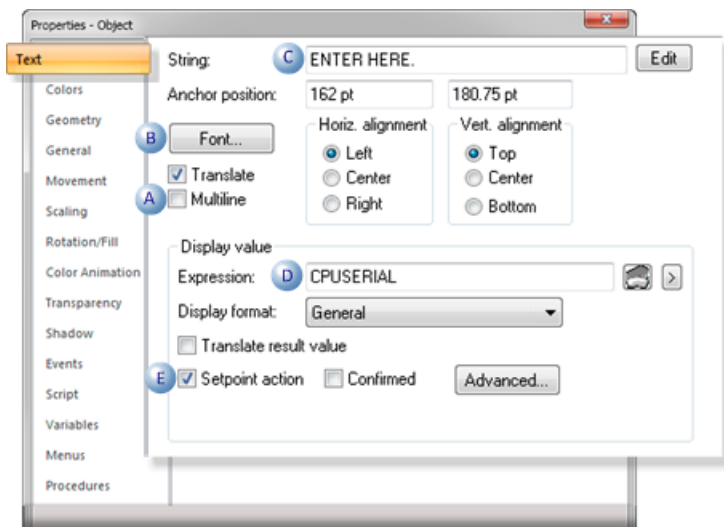 Properties - Object
Text
Colors
Geometry
General
Movement
Scaling
Rotation/Fill
Color Animation
Transparency
Shadow
Events
Script
Variables
Menus
Procedures
String: C ENTER HERE. Edit
Anchor position: 162 pt 180.75 pt
B Font...
Translate
A Multiline
Horiz. alignment
Left
Center
Right
Vert. alignment
Top
Center
Bottom
Display value
Expression: D CPUSERIAL >
Display format: General
Translate result value
E Setpoint action Confirmed Advanced...